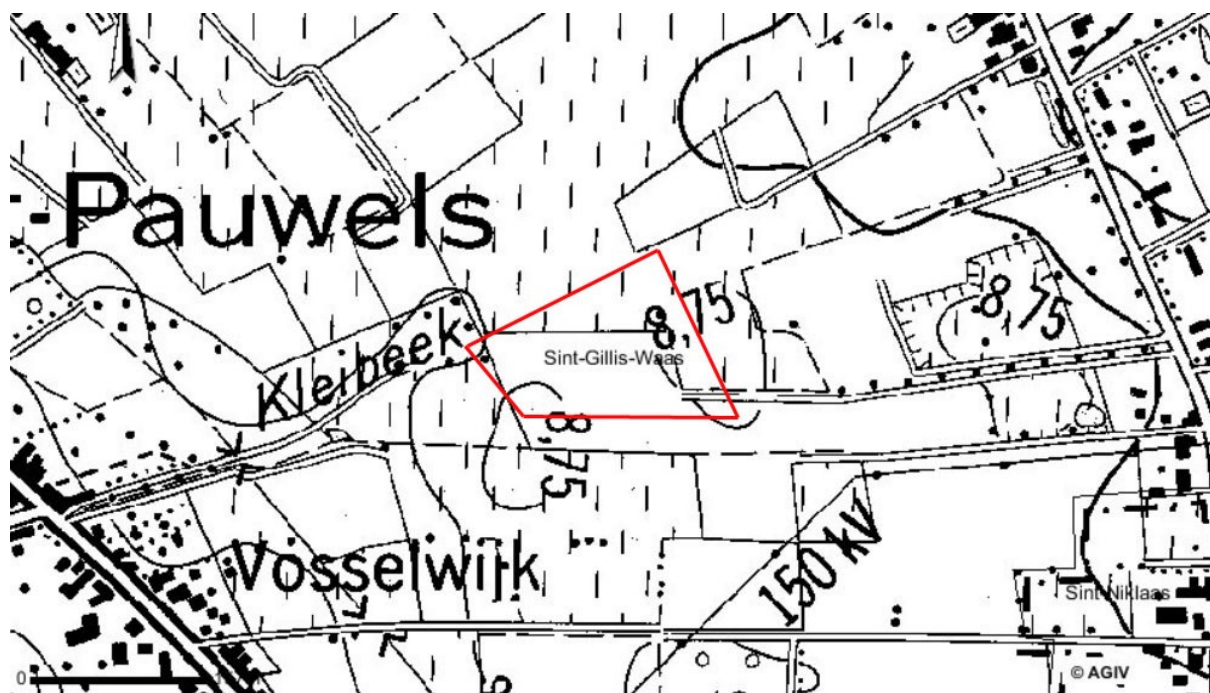 -Pauwels
8,75
8,75
Sint-Gillis-Waas
Kleibeek
8,75
Vosselwijk
150 kV
Sint-Niklaas
0
© AGIV